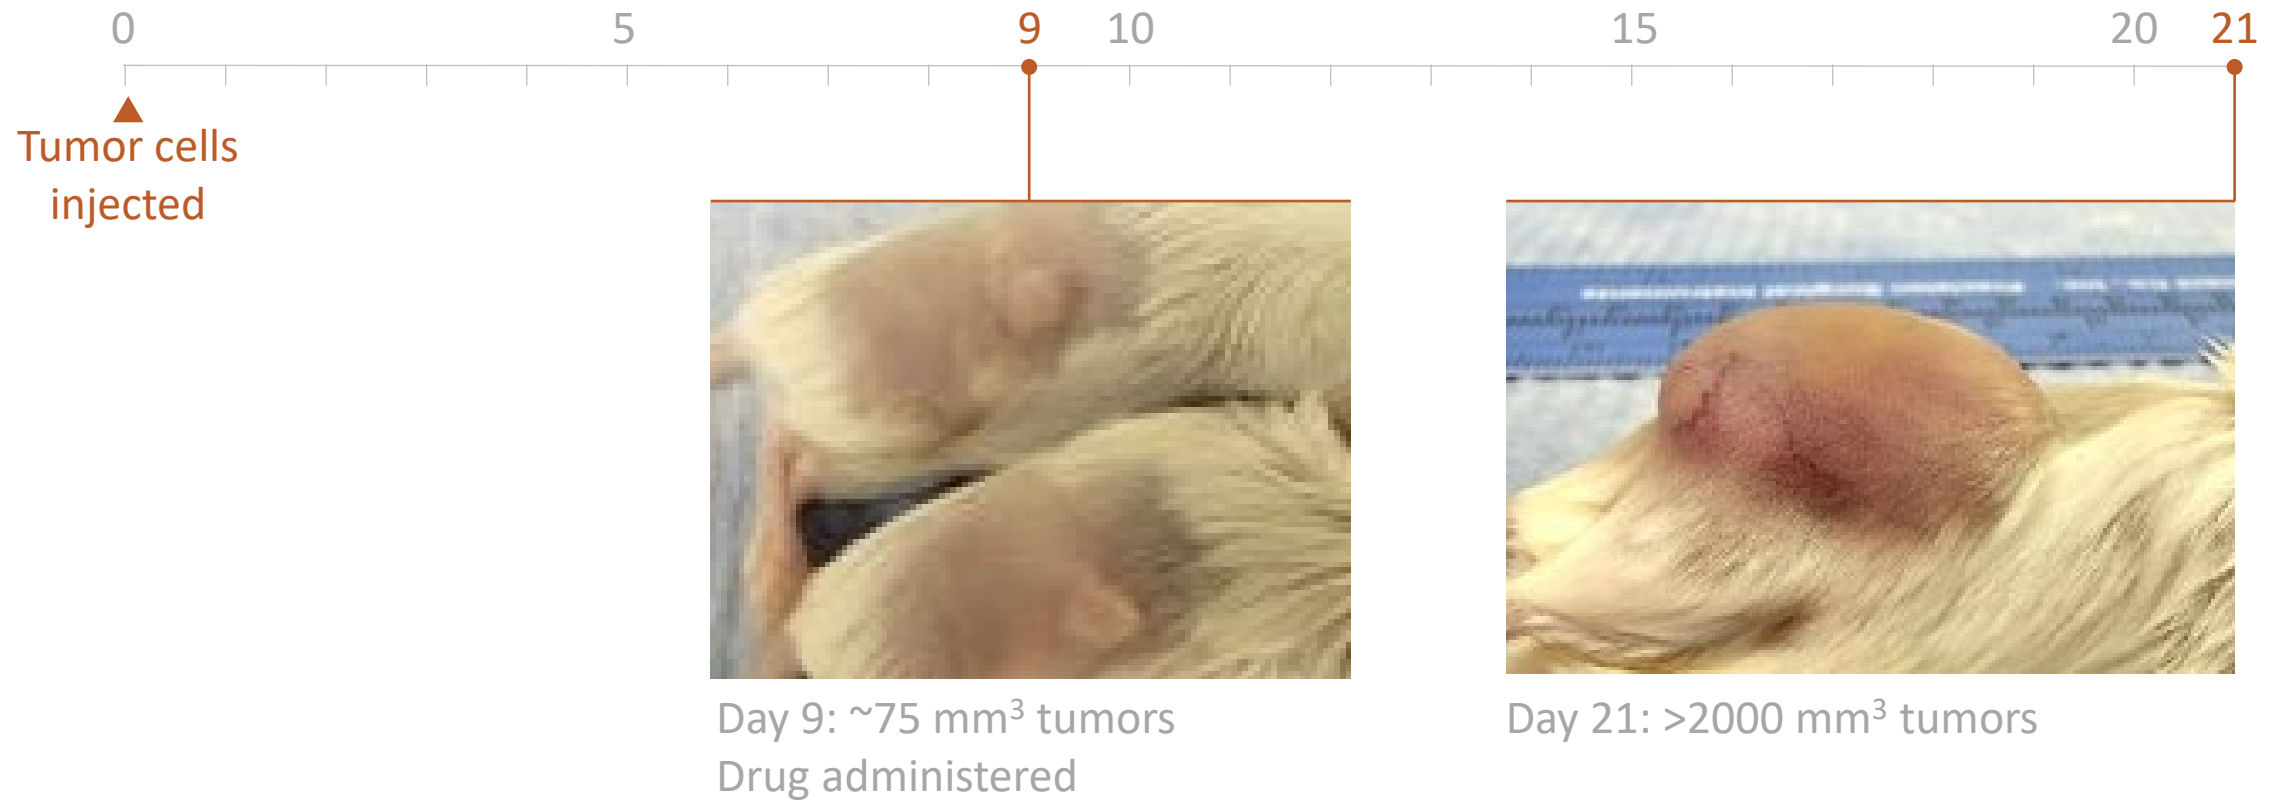 0 5 9 10 15 20 21
Tumor cells
injected
Day 9: ~75 mm³ tumors
Drug administered
Day 21: >2000 mm³ tumors